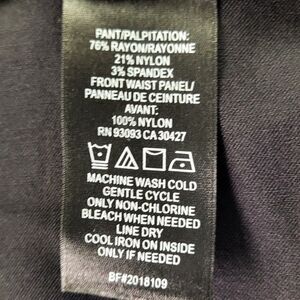 PANT/PALPITATION:
76% RAYON/RAYONNE
21% NYLON
3% SPANDEX
FRONT WAIST PANEL/
PANNEAU DE CEINTURE
AVANT:
100% NYLON
RN 93093 CA 30427
MACHINE WASH COLD
GENTLE CYCLE
ONLY NON-CHLORINE
BLEACH WHEN NEEDED
LINE DRY
COOL IRON ON INSIDE
ONLY IF NEEDED
BF#2018109